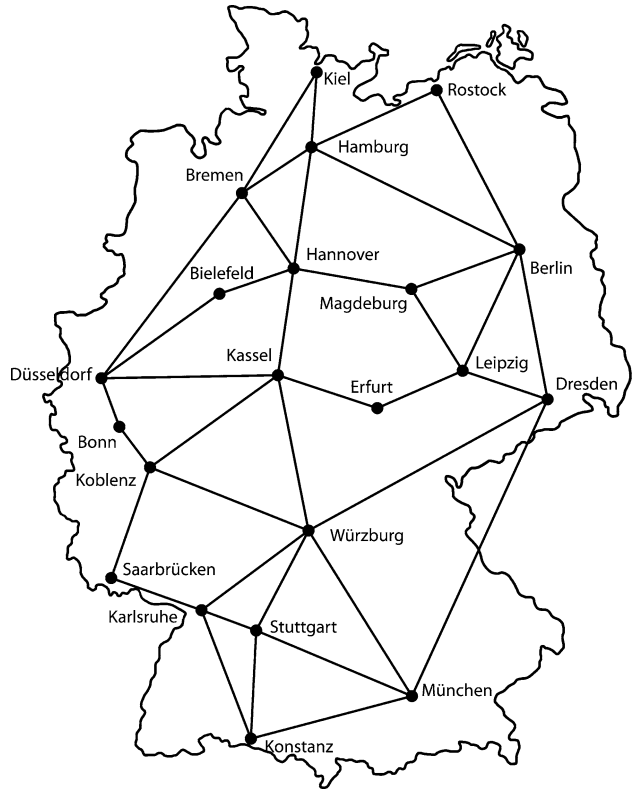 Kiel
Rostock
Hamburg
Bremen
Hannover
Berlin
Bielefeld
Magdeburg
Kassel
Leipzig
Düsseldorf
Erfurt
Dresden
Bonn
Koblenz
Würzburg
Saarbrücken
Karlsruhe
Stuttgart
München
Konstanz